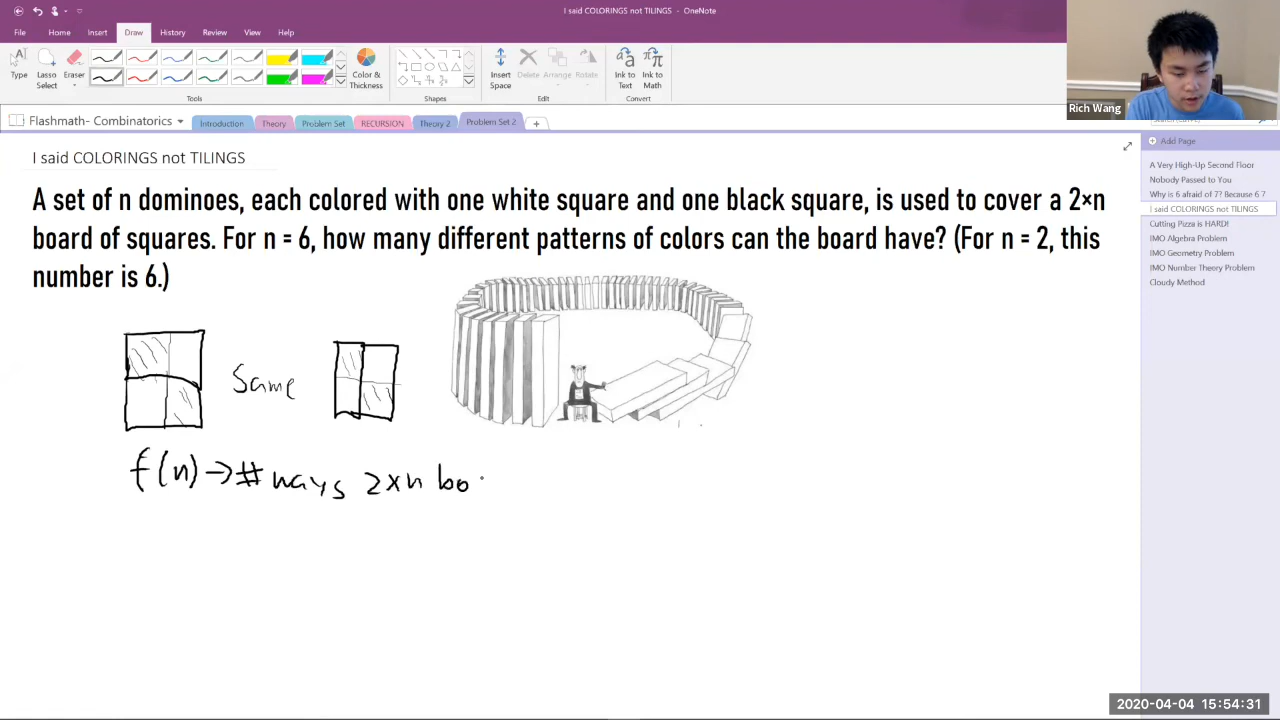 I said COLORINGS not TILINGS - OneNote
File Home Insert Draw History Review View Help
Type
Lasso Select
Eraser
Color & Thickness
Insert Space
Delete
Arrange
Rotate
Ink to Text
Ink to Math
Tools
Shapes
Edit
Convert
Rich Wang
Flashmath- Combinatorics
Introduction Theory Problem Set RECURSION Theory 2 Problem Set 2
Add Page
A Very High-Up Second Floor
Nobody Passed to You
Why is 6 afraid of 7? Because 6 7
I said COLORINGS not TILINGS
Cutting Pizza is HARD!
IMO Algebra Problem
IMO Geometry Problem
IMO Number Theory Problem
Cloudy Method
I said COLORINGS not TILINGS
A set of n dominoes, each colored with one white square and one black square, is used to cover a 2×n
board of squares. For n = 6, how many different patterns of colors can the board have? (For n = 2, this
number is 6.)
Same
f(n) → # ways 2×n bo
2020-04-04 15:54:31